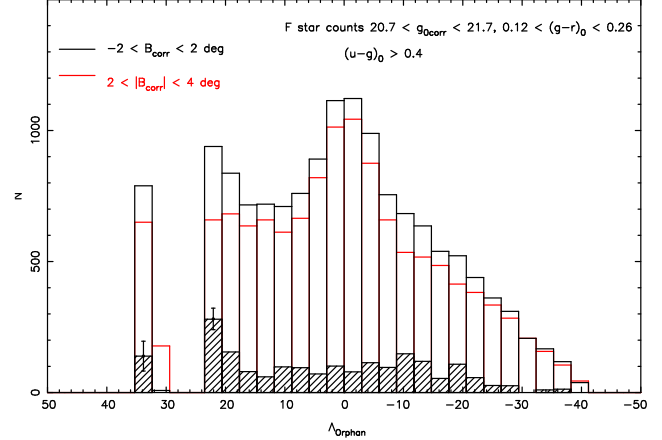 F star counts 20.7 < g₀corr < 21.7, 0.12 < (g-r)₀ < 0.26
(u-g)₀ > 0.4
-2 < Bcorr < 2 deg
2 < |Bcorr| < 4 deg
1000
500
0
N
50 40 30 20 10 0 -10 -20 -30 -40 -50
ΛOrphan